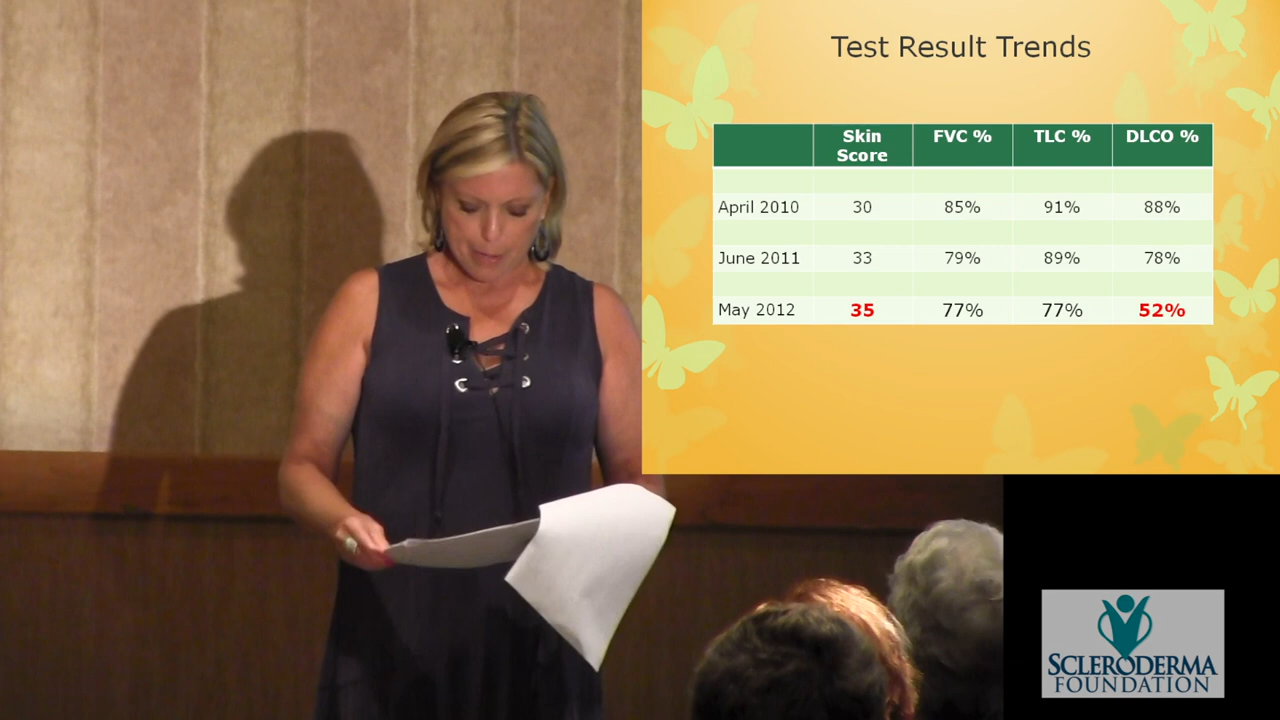 Test Result Trends
Skin Score FVC % TLC % DLCO %
April 2010 30 85% 91% 88%
June 2011 33 79% 89% 78%
May 2012 35 77% 77% 52%
SCLERODERMA
FOUNDATION